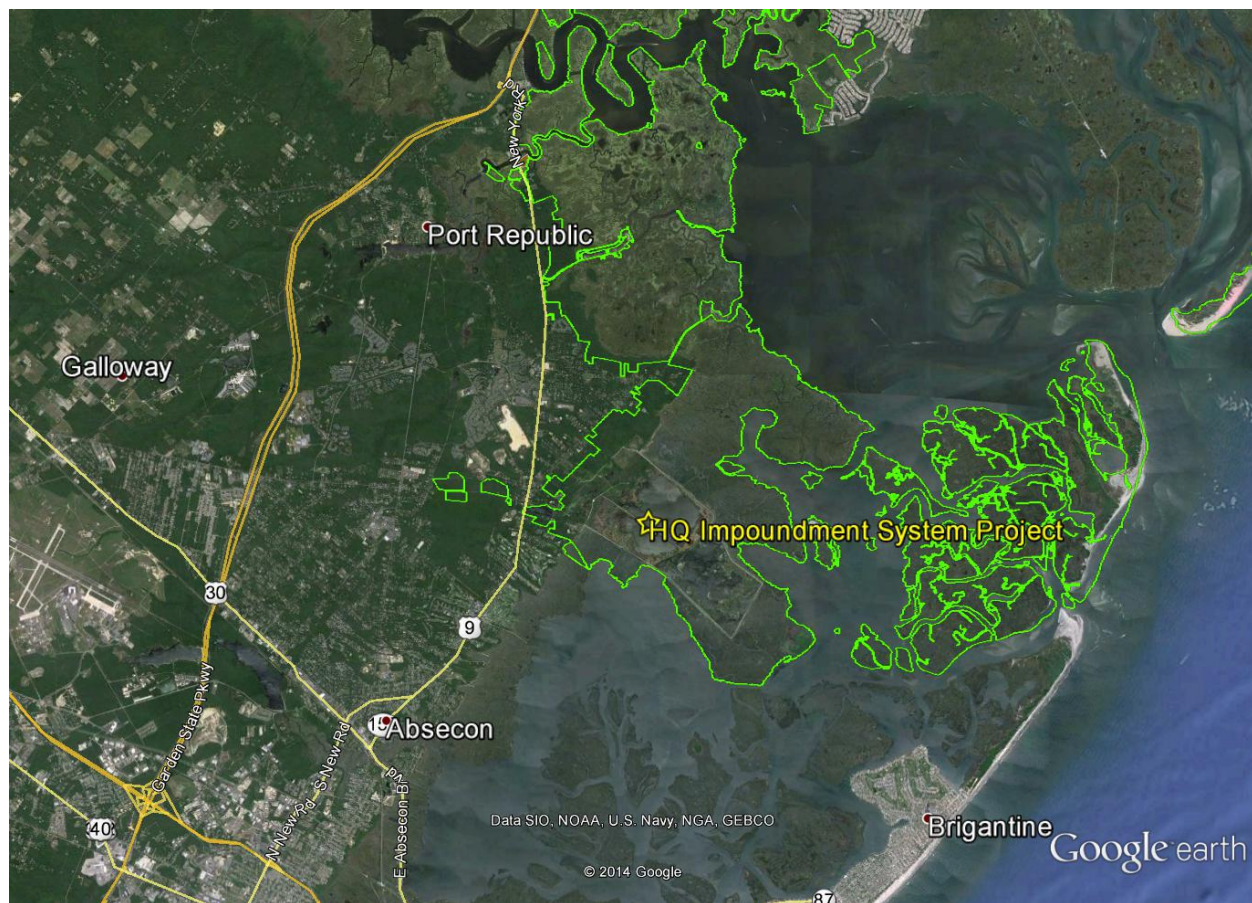 New York Rd
Port Republic
Galloway
HQ Impoundment System Project
30
9
Garden State Pkwy
S New Rd
Absecon
N New Rd
E Absecon Bl
40
Data SIO, NOAA, U.S. Navy, NGA, GEBCO
Brigantine
Google earth
© 2014 Google
87